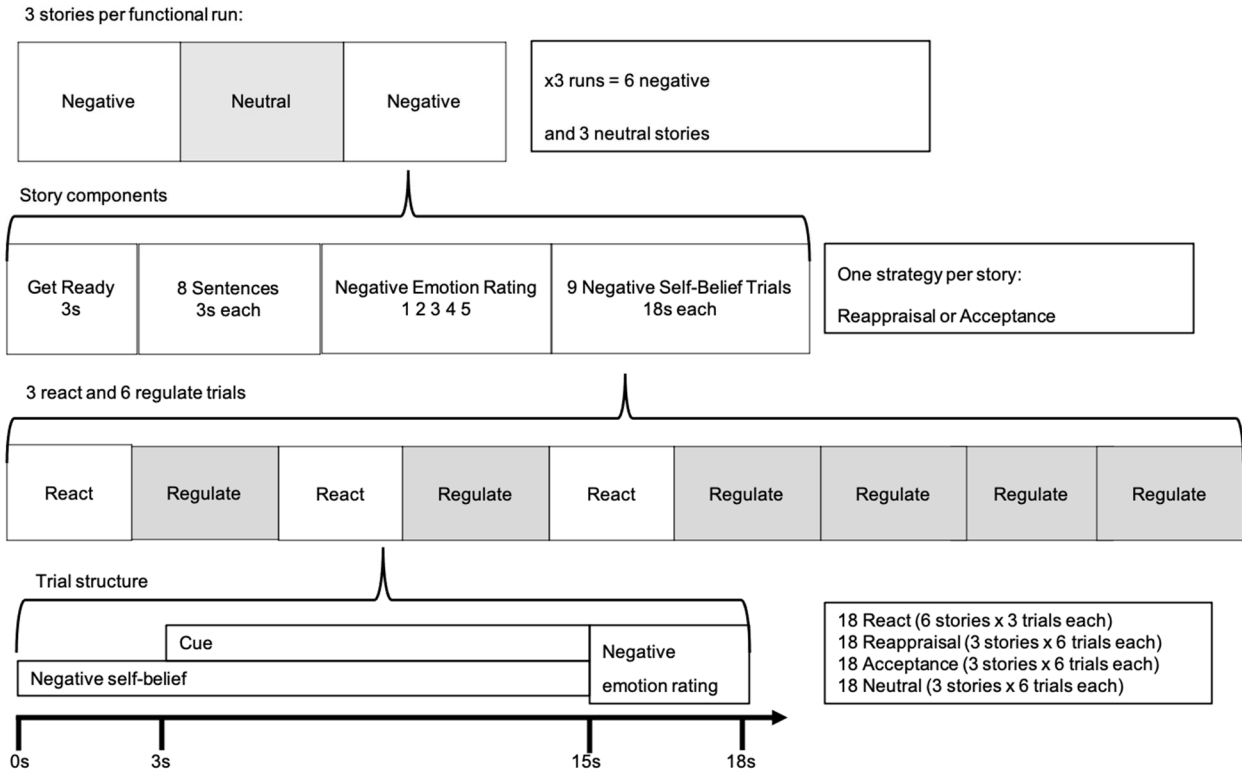 3 stories per functional run:
Negative
Neutral
Negative
x3 runs = 6 negative
and 3 neutral stories
Story components
Get Ready
3s
8 Sentences
3s each
Negative Emotion Rating
1 2 3 4 5
9 Negative Self-Belief Trials
18s each
One strategy per story:
Reappraisal or Acceptance
3 react and 6 regulate trials
React
Regulate
React
Regulate
React
Regulate
Regulate
Regulate
Regulate
Trial structure
Cue
Negative self-belief
Negative
emotion rating
18 React (6 stories x 3 trials each)
18 Reappraisal (3 stories x 6 trials each)
18 Acceptance (3 stories x 6 trials each)
18 Neutral (3 stories x 6 trials each)
0s
3s
15s
18s